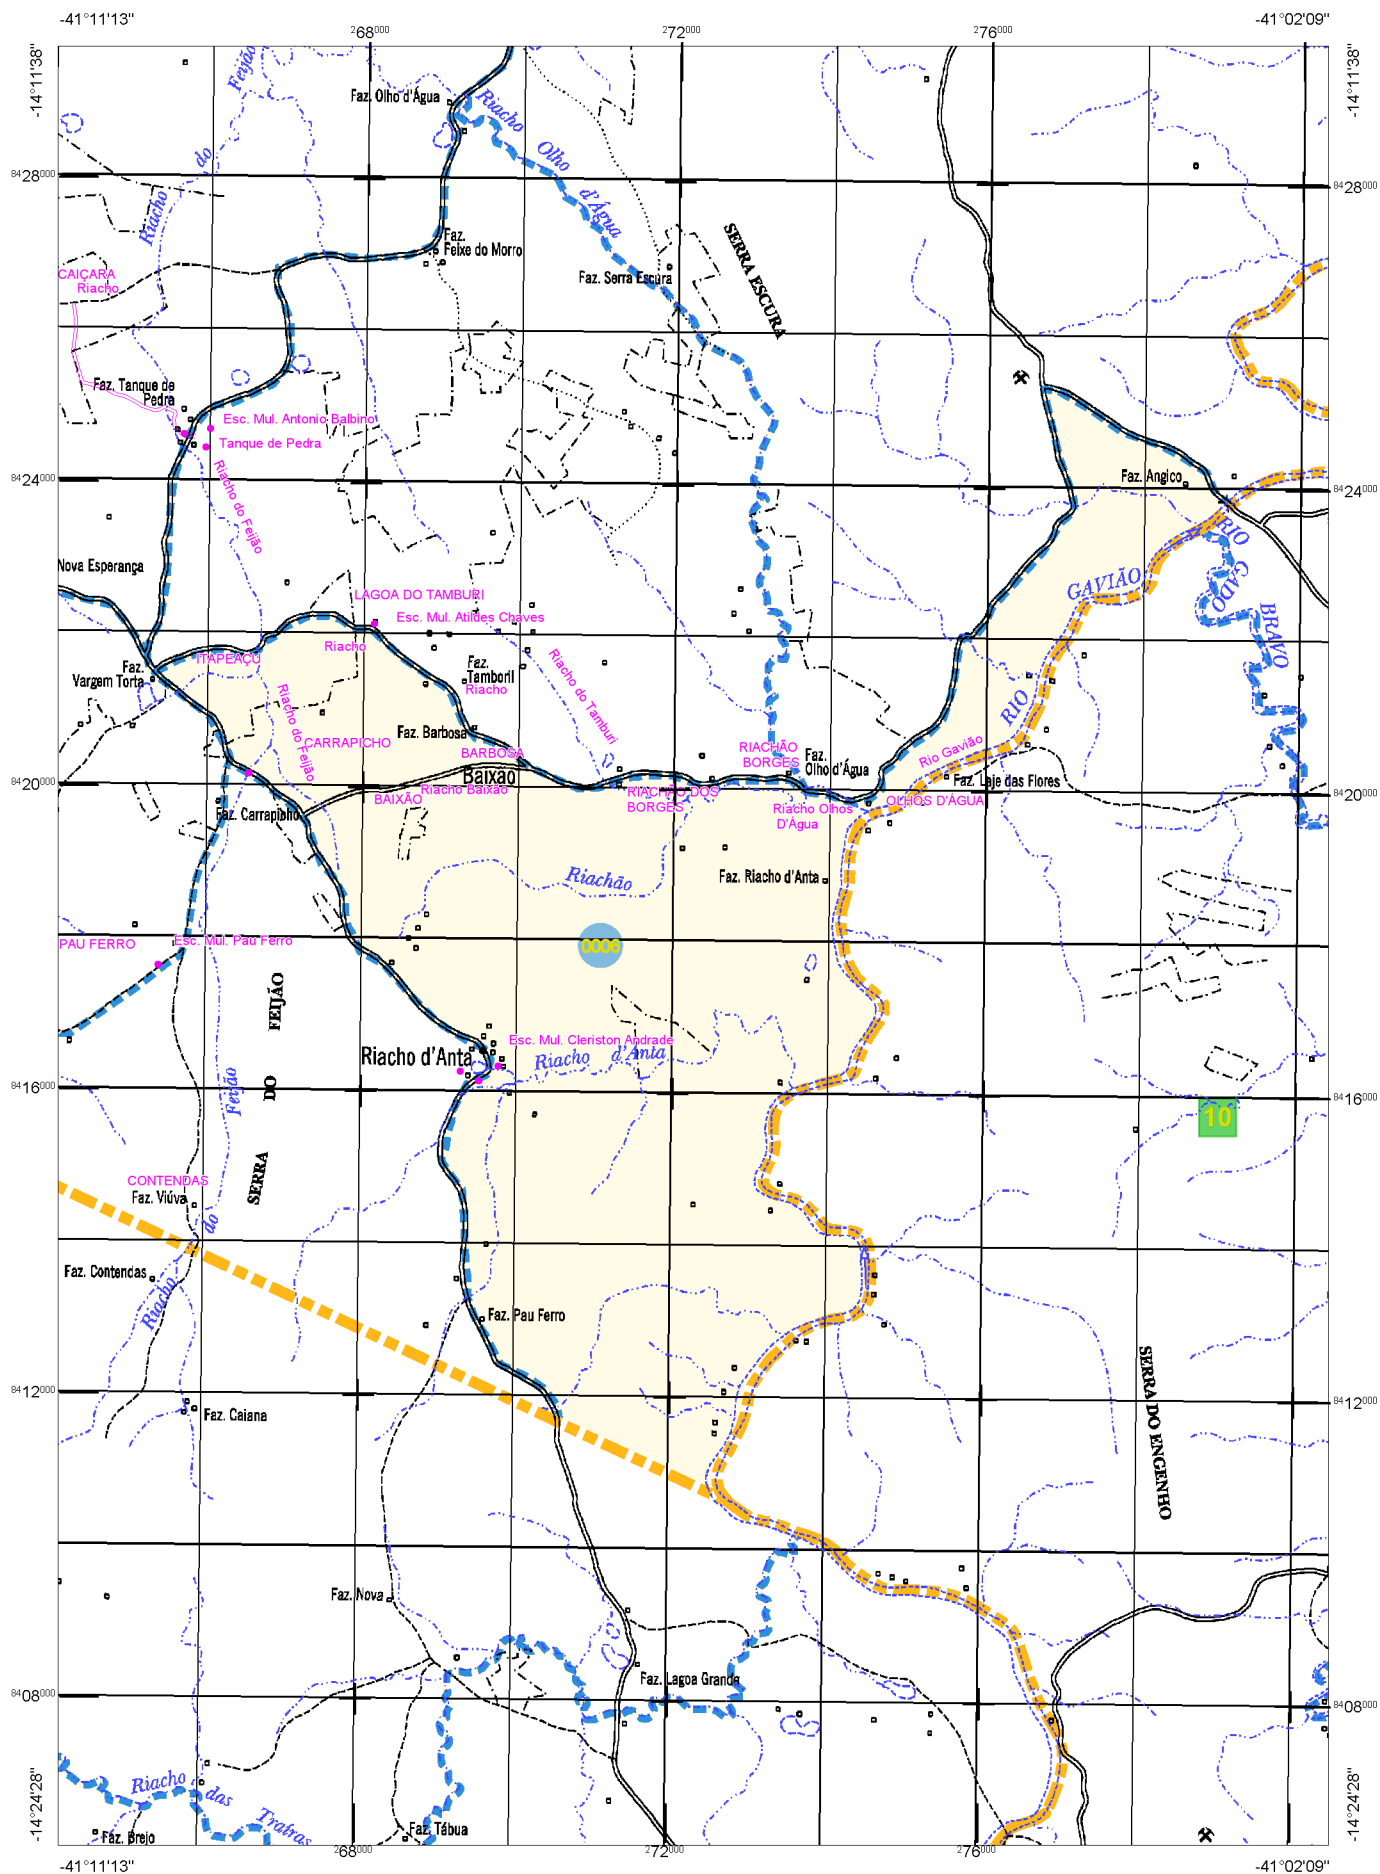 -41°11'13"
-41°02'09"
268000
272000
276000
-14°11'38"
-14°11'38"
Feijão
Faz. Olho d'Água
Riacho
do
Olho
d'Água
8428000
8428000
Riacho
SERRA ESCURA
Faz.
Feixe do Morro
CAIÇARA
Riacho
Faz. Serra Escura
Faz. Tanque de
Pedra
Esc. Mul. Antonio Balbino
Tanque de Pedra
8424000
8424000
Faz. Angico
Riacho do Feijão
RIO
GADO
BRAVO
Nova Esperança
GAVIÃO
LAGOA DO TAMBURI
Esc. Mul. Atildes Chaves
Riacho
ITAPEAÇU
Faz.
Vargem Torta
Faz.
Tamboril
Riacho
Riacho do Tamburi
RIO
Riacho do Feijão
Faz. Barbosa
CARRAPICHO
BARBOSA
RIACHÃO
BORGES
Faz.
Olho d'Água
Rio Gavião
Baixão
Faz. Laje das Flores
8420000
8420000
Riacho Baixão
BAIXÃO
RIACHÃO DOS
BORGES
Riacho Olhos
D'Água
OLHOS D'ÁGUA
Faz. Carrapicho
Riachão
Faz. Riacho d'Anta
PAU FERRO
Esc. Mul. Pau Ferro
0006
FEIJÃO
Esc. Mul. Cleriston Andrade
Riacho d'Anta
Riacho d'Anta
8416000
8416000
DO
Feijão
10
SERRA
CONTENDAS
Faz. Viúva
do
Faz. Contendas
Riacho
Faz. Pau Ferro
SERRA DO ENGENHO
8412000
8412000
Faz. Caiana
Faz. Nova
Faz. Lagoa Grande
8408000
8408000
Riacho
das
Traíras
Faz. Brejo
Faz. Tábua
-14°24'28"
-14°24'28"
268000
272000
276000
-41°11'13"
-41°02'09"